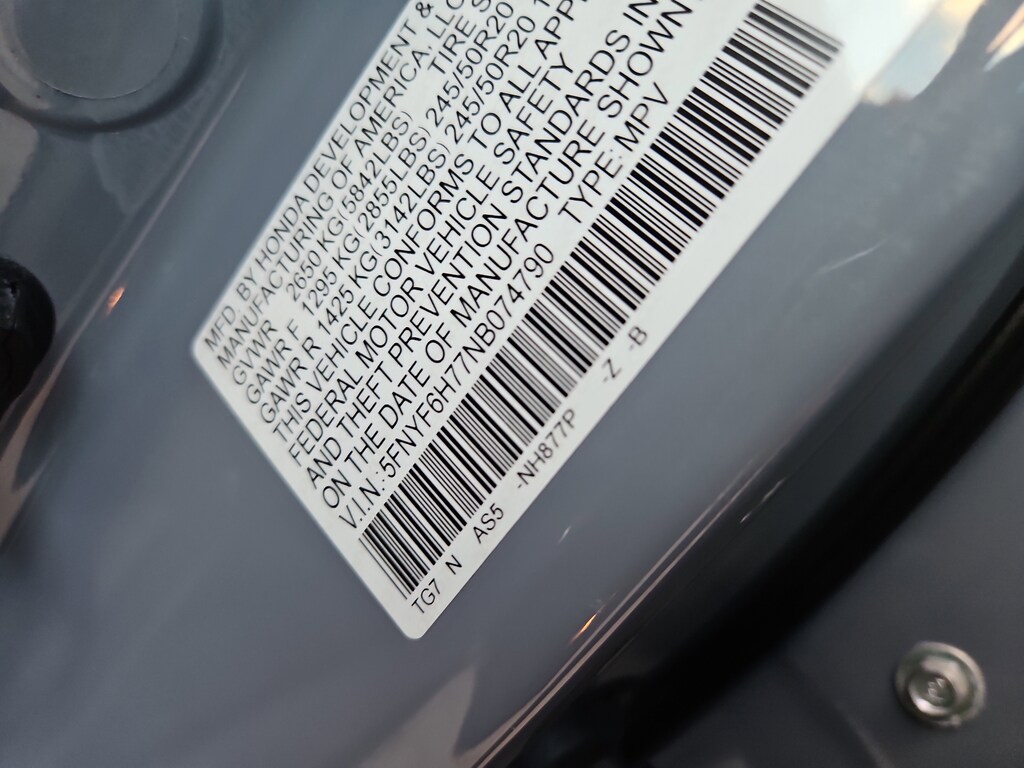 MFD. BY HONDA DEVELOPMENT &
MANUFACTURING OF AMERICA, LLC
GVWR 2650 KG(5842LBS) TIRE S
GAWR F 1295 KG(2855LBS) 245/50R20
GAWR R 1425 KG(3142LBS) 245/50R20 1
THIS VEHICLE CONFORMS TO ALL APPL
FEDERAL MOTOR VEHICLE SAFETY
AND THEFT PREVENTION STANDARDS IN
ON THE DATE OF MANUFACTURE SHOWN
V.I.N.:5FNYF6H77NB074790 TYPE: MPV
TG7 N AS5 -NH877P -Z -B